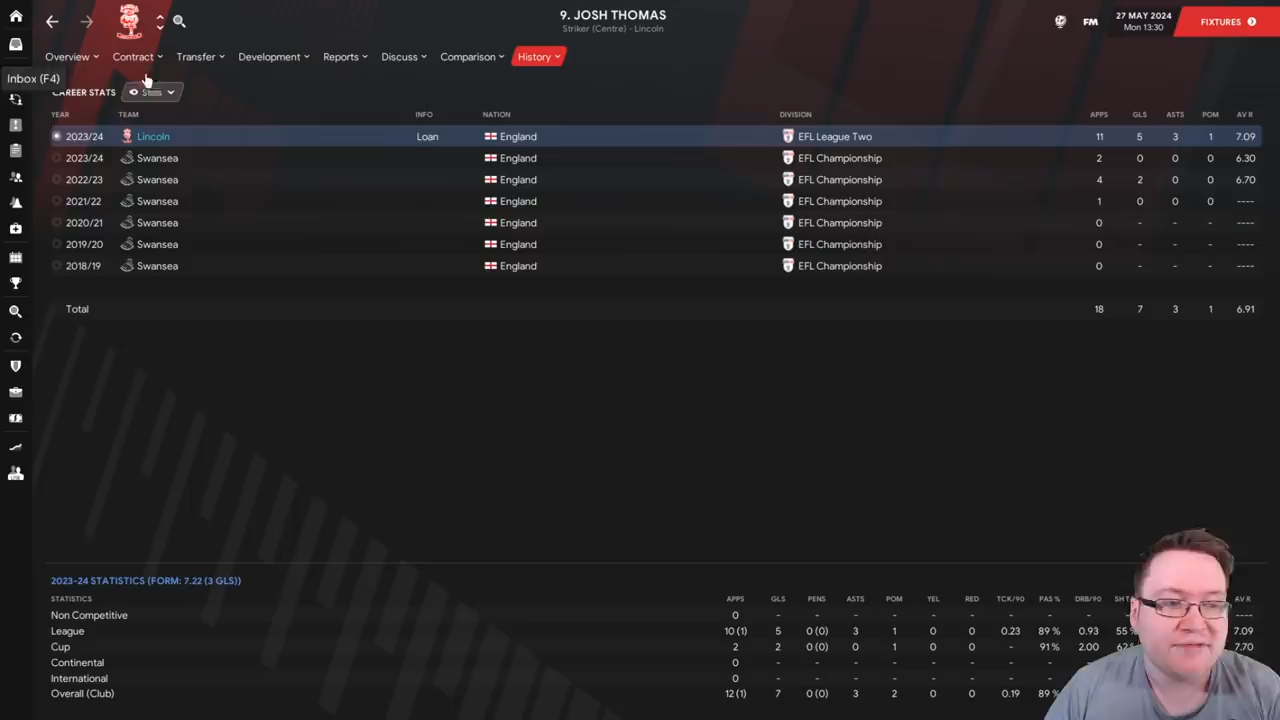 9. JOSH THOMAS
Striker (Centre) - Lincoln
FM
27 MAY 2024
Mon 13:30
FIXTURES
Overview Contract Transfer Development Reports Discuss Comparison History
Inbox (F4)
CAREER STATS
YEAR TEAM INFO NATION DIVISION APPS GLS ASTS POM AV R
2023/24 Lincoln Loan England EFL League Two 11 5 3 1 7.09
2023/24 Swansea England EFL Championship 2 0 0 0 6.30
2022/23 Swansea England EFL Championship 4 2 0 0 6.70
2021/22 Swansea England EFL Championship 1 0 0 0 ----
2020/21 Swansea England EFL Championship 0 - - - ----
2019/20 Swansea England EFL Championship 0 - - - ----
2018/19 Swansea England EFL Championship 0 - - - ----
Total 18 7 3 1 6.91
2023-24 STATISTICS (FORM: 7.22 (3 GLS))
STATISTICS APPS GLS PENS ASTS POM YEL RED TCK/90 PAS % DRB/90 SH T AV R
Non Competitive 0 - - - - - - - - - - ----
League 10 (1) 5 0 (0) 3 1 0 0 0.23 89 % 0.93 55 % 7.09
Cup 2 2 0 (0) 0 1 0 0 - 91 % 2.00 62 7.70
Continental 0 - - - - - - - - -
International 0 - - - - - - - - -
Overall (Club) 12 (1) 7 0 (0) 3 2 0 0 0.19 89 %